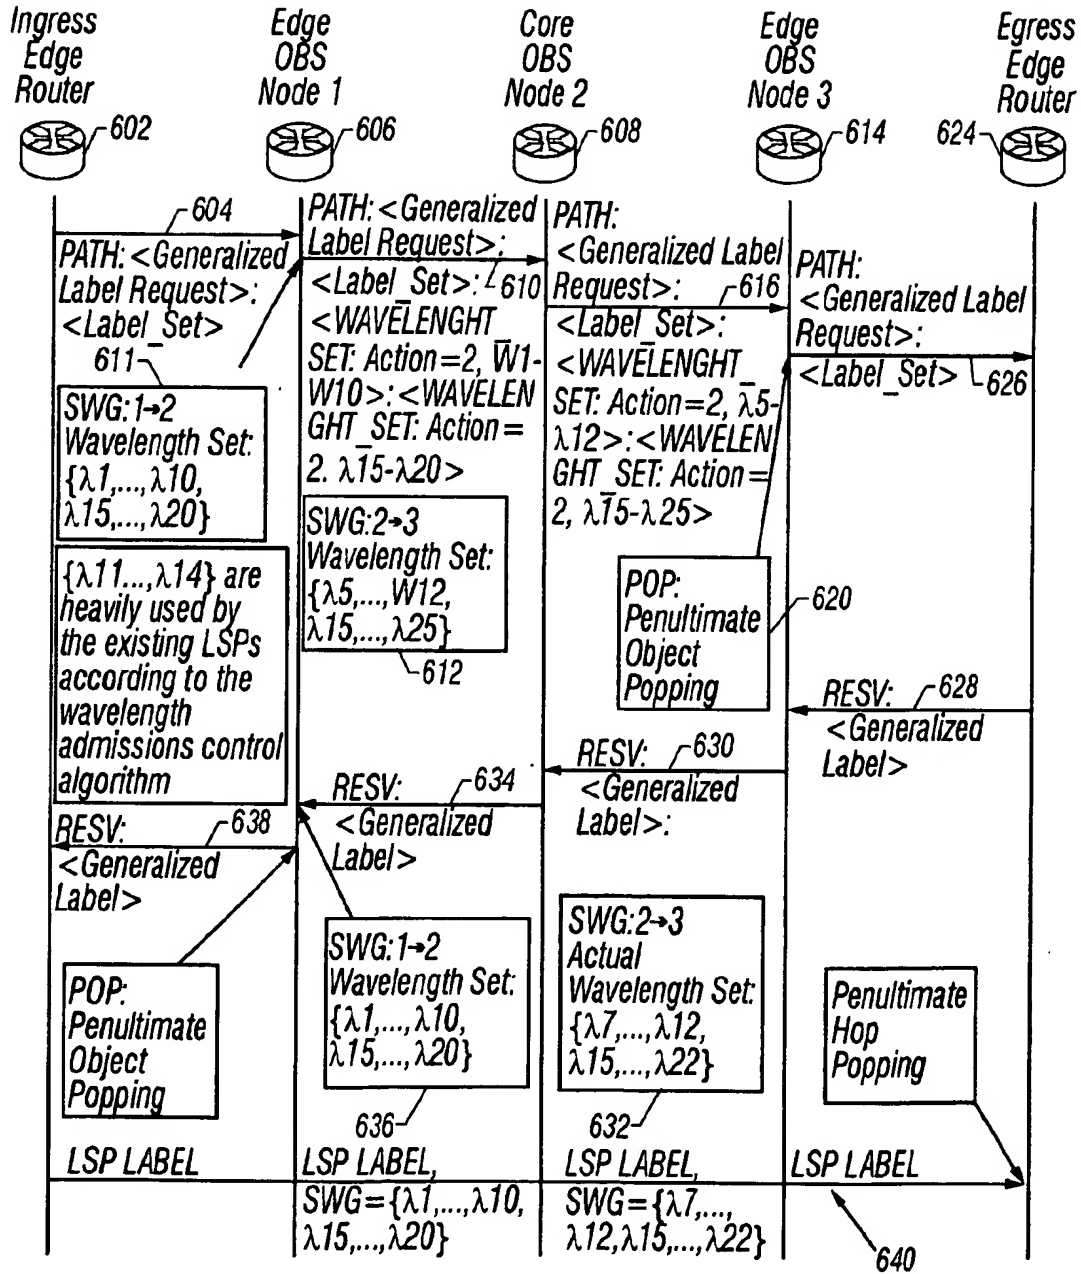 Ingress
Edge
Router
Edge
OBS
Node 1
Core
OBS
Node 2
Edge
OBS
Node 3
Egress
Edge
Router
602
606
608
614
624
604
PATH: <Generalized
Label Request>:
<Label_Set>
611
SWG: 1→2
Wavelength Set:
{λ1,..., λ10,
λ15,..., λ20}
{λ11..., λ14} are
heavily used by
the existing LSPs
according to the
wavelength
admissions control
algorithm
RESV:
638
<Generalized
Label>
POP:
Penultimate
Object
Popping
LSP LABEL
PATH: <Generalized
Label Request>:
<Label_Set>:
610
<WAVELENGHT_
SET: Action=2, W1-
W10>:<WAVELEN
GHT_SET: Action=
2. λ15-λ20>
SWG:2→3
Wavelength Set:
{λ5,..., W12,
λ15,..., λ25}
612
RESV:
634
<Generalized
Label>
SWG: 1→2
Wavelength Set:
{λ1,..., λ10,
λ15,..., λ20}
636
LSP LABEL,
SWG={λ1,...,λ10,
λ15,..., λ20}
PATH:
<Generalized Label
Request>:
616
<Label_Set>:
<WAVELENGHT_
SET: Action=2, λ5-
λ12>:<WAVELEN
GHT_SET: Action=
2, λ15-λ25>
POP:
Penultimate
Object
Popping
620
RESV:
630
<Generalized
Label>:
SWG:2→3
Actual
Wavelength Set:
{λ7,..., λ12,
λ15,..., λ22}
632
LSP LABEL,
SWG={λ7,...,
λ12,λ15,..., λ22}
PATH:
<Generalized Label
Request>:
<Label_Set>
626
RESV:
628
<Generalized
Label>
Penultimate
Hop
Popping
LSP LABEL
640